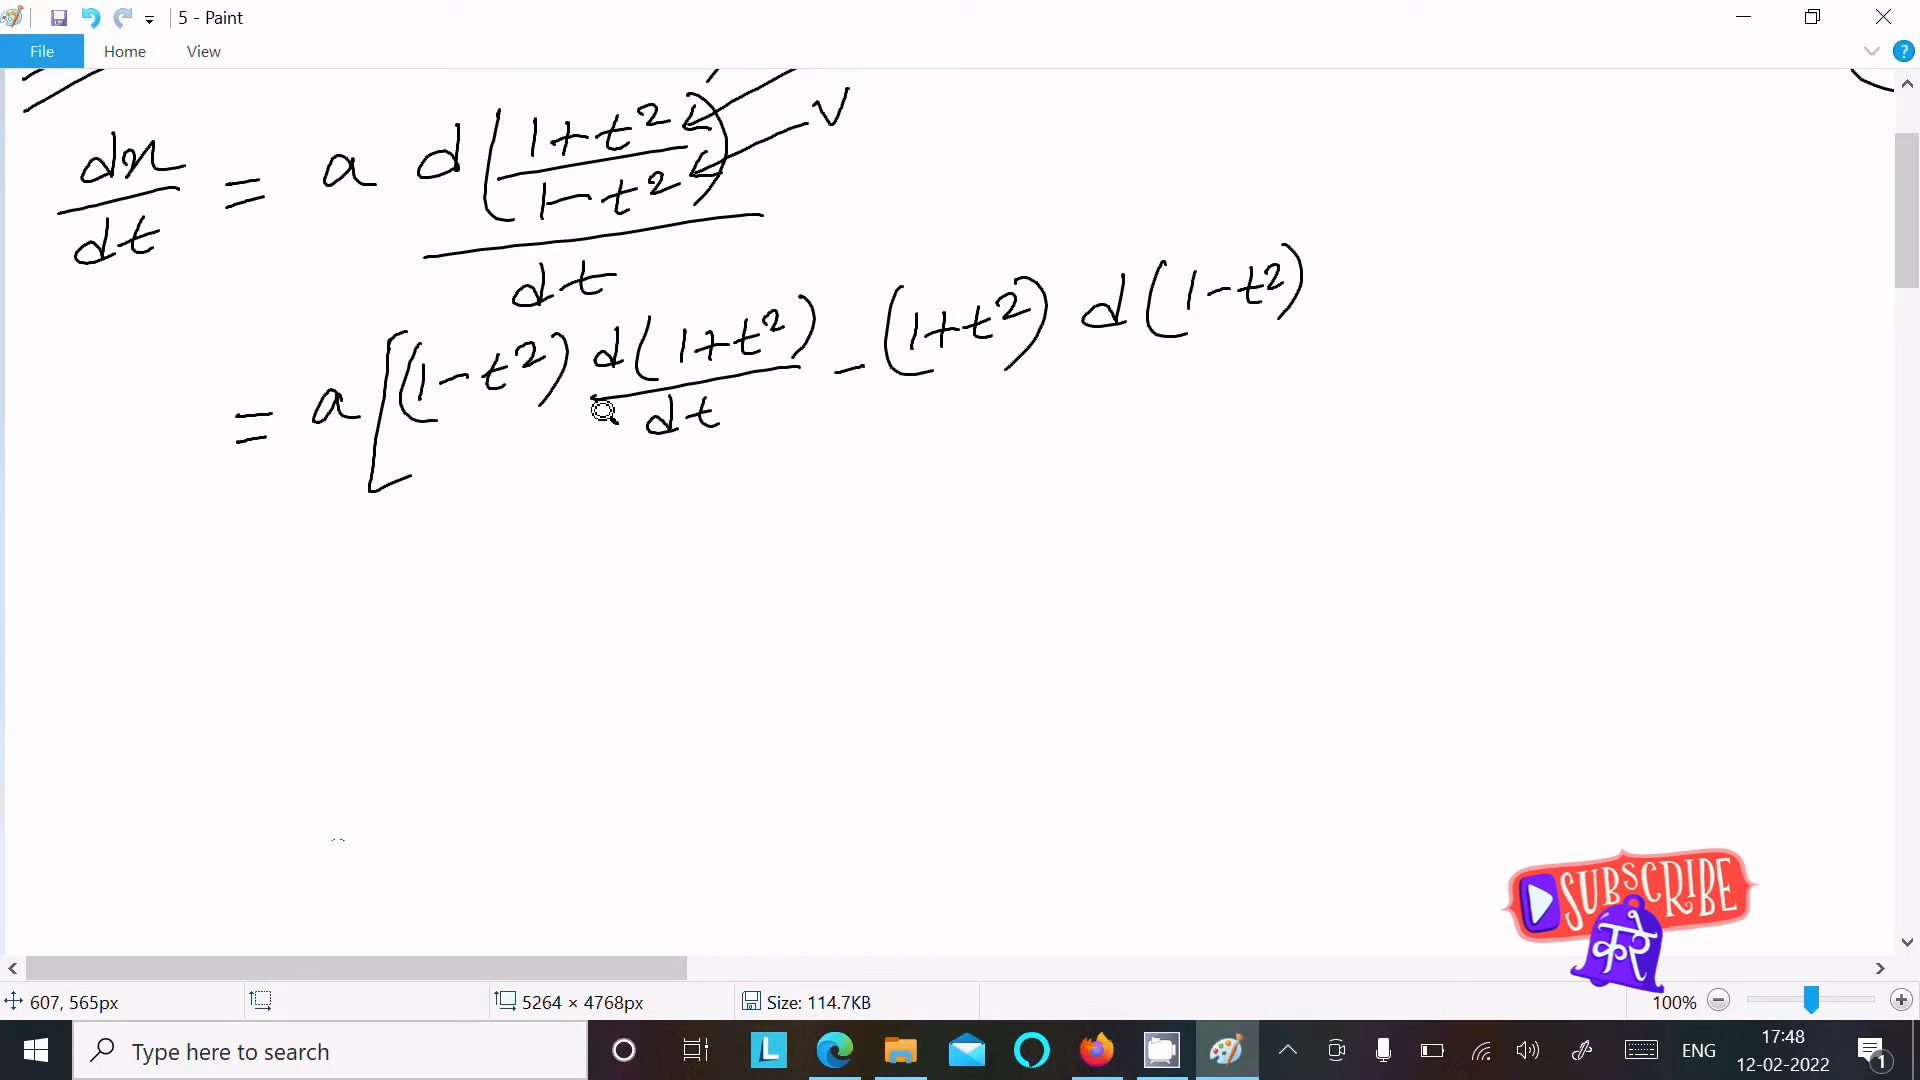 5 - Paint
File Home View
dx/dt = a d((1+t²)/(1-t²))/dt
V
= a[(1-t²) d(1+t²)/dt - (1+t²) d(1-t²)
SUBSCRIBE
करे
607, 565px 5264 × 4768px Size: 114.7KB 100%
Type here to search L ENG 17:48
12-02-2022 1